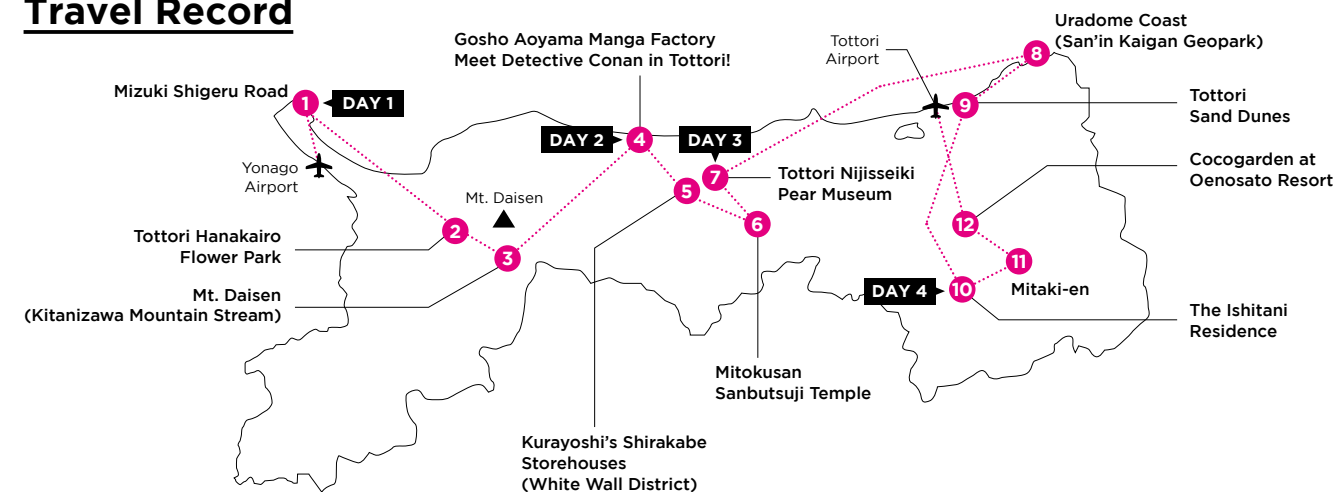 Travel Record
Uradome Coast
(San’in Kaigan Geopark)
Gosho Aoyama Manga Factory
Meet Detective Conan in Tottori!
Tottori
Airport
8
Mizuki Shigeru Road
1
DAY 1
9
Tottori
Sand Dunes
DAY 2
4
DAY 3
Yonago
Airport
7
Tottori Nijisseiki
Pear Museum
Cocogarden at
Oenosato Resort
5
Mt. Daisen
6
12
2
Tottori Hanakairo
Flower Park
3
11
Mitaki-en
DAY 4
10
Mt. Daisen
(Kitanizawa Mountain Stream)
The Ishitani
Residence
Mitokusan
Sanbutsuji Temple
Kurayoshi’s Shirakabe
Storehouses
(White Wall District)